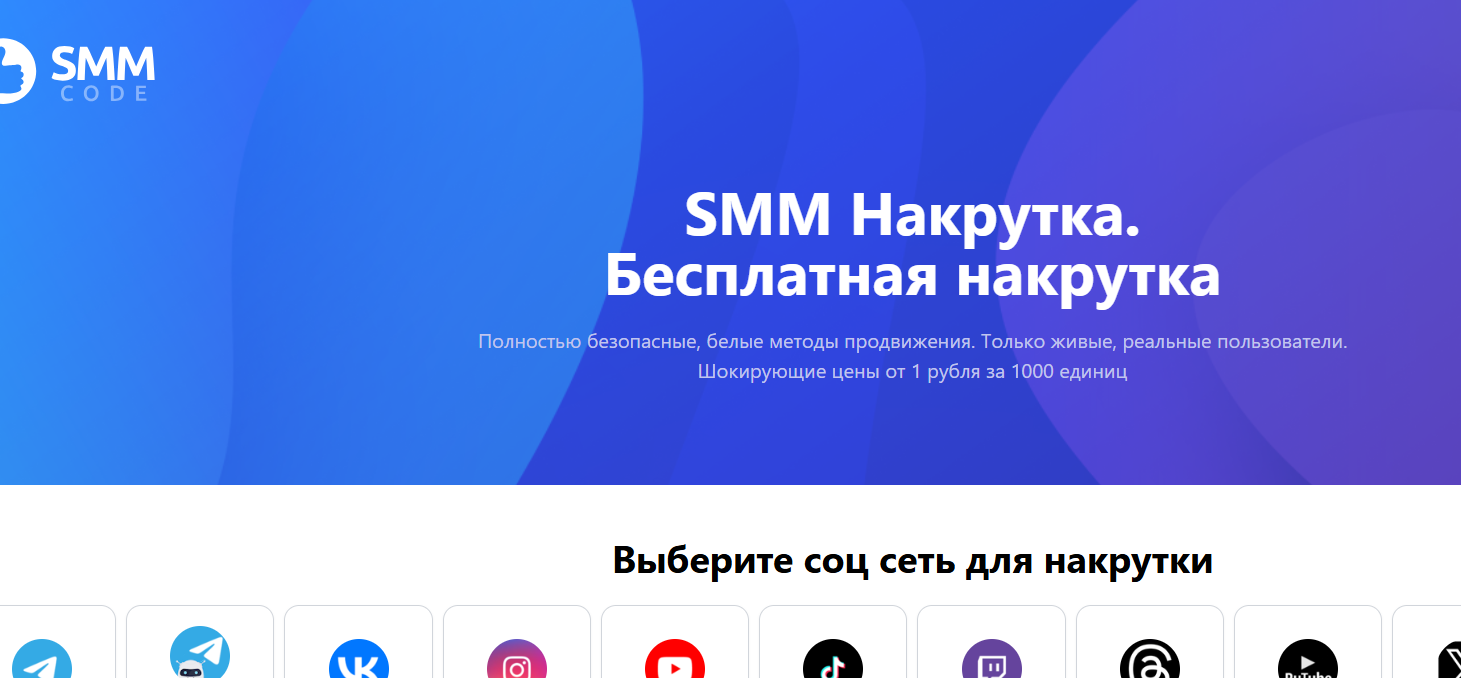 SMM
CODE
SMM Накрутка.
Бесплатная накрутка
Полностью безопасные, белые методы продвижения. Только живые, реальные пользователи.
Шокирующие цены от 1 рубля за 1000 единиц
Выберите соц сеть для накрутки
RuTube